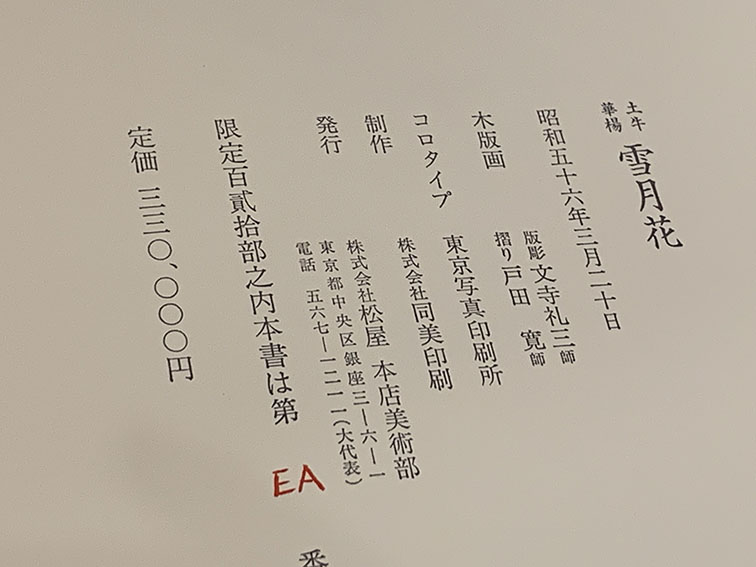 土牛
華楊 雪月花
昭和五十六年三月二十日
木版画 版彫 文寺礼三師
摺り 戸田 寛師
コロタイプ 東京写真印刷所
制作 株式会社 同美印刷
発行 株式会社 松屋 本店美術部
東京都中央区銀座三―六―一
電話 五六七―一二一一(大代表)
限定百貳拾部之内本書は第 EA 番
定価 三三〇、〇〇〇円